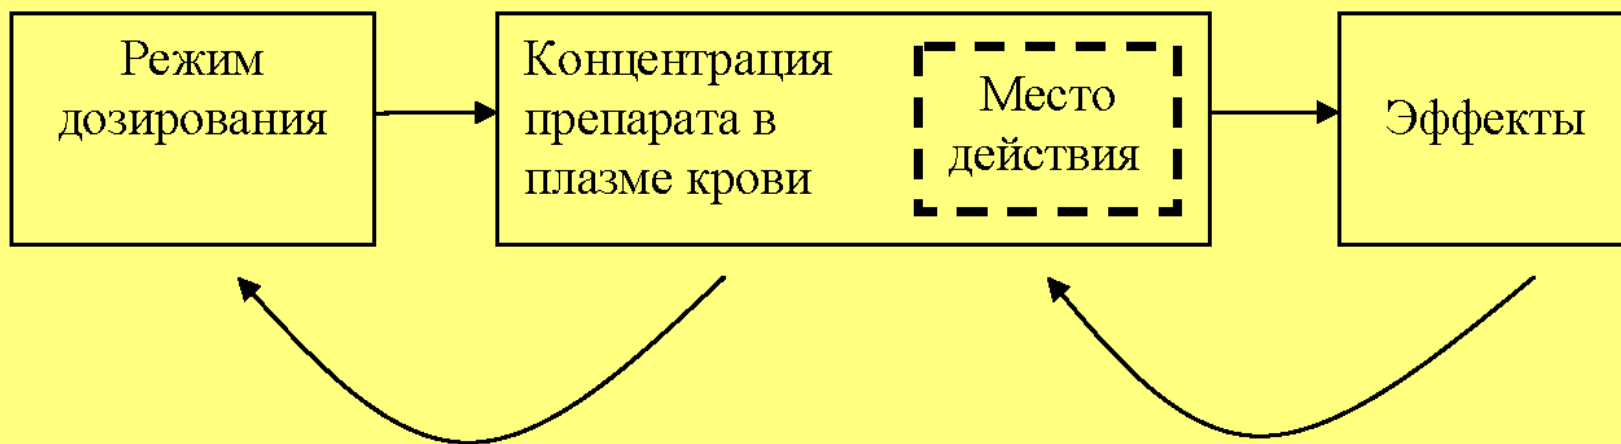 Режим
дозирования
Концентрация
препарата в
плазме крови
Место
действия
Эффекты